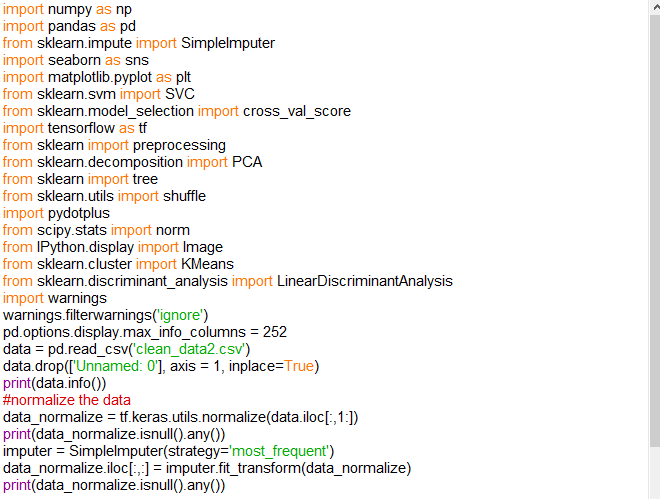 import numpy as np
import pandas as pd
from sklearn.impute import SimpleImputer
import seaborn as sns
import matplotlib.pyplot as plt
from sklearn.svm import SVC
from sklearn.model_selection import cross_val_score
import tensorflow as tf
from sklearn import preprocessing
from sklearn.decomposition import PCA
from sklearn import tree
from sklearn.utils import shuffle
import pydotplus
from scipy.stats import norm
from IPython.display import Image
from sklearn.cluster import KMeans
from sklearn.discriminant_analysis import LinearDiscriminantAnalysis
import warnings
warnings.filterwarnings('ignore')
pd.options.display.max_info_columns = 252
data = pd.read_csv('clean_data2.csv')
data.drop(['Unnamed: 0'], axis = 1, inplace=True)
print(data.info())
#normalize the data
data_normalize = tf.keras.utils.normalize(data.iloc[:,1:])
print(data_normalize.isnull().any())
imputer = SimpleImputer(strategy='most_frequent')
data_normalize.iloc[:,:] = imputer.fit_transform(data_normalize)
print(data_normalize.isnull().any())